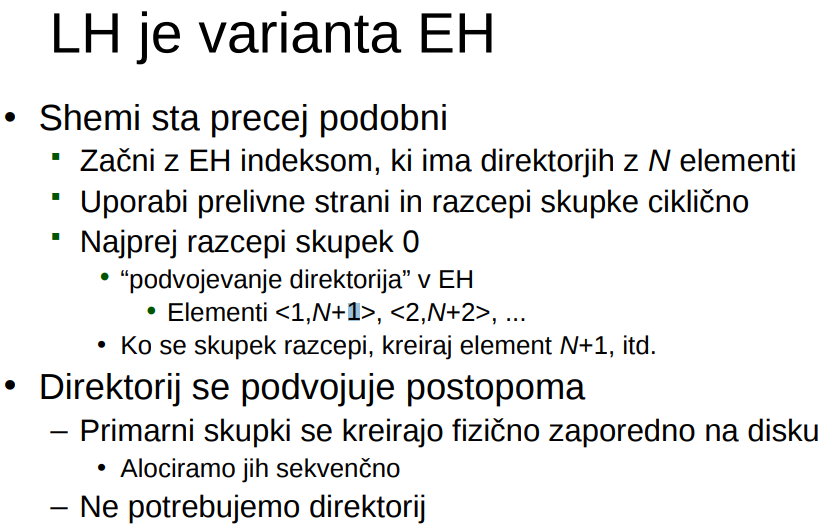 LH je varianta EH
• Shemi sta precej podobni
▪ Začni z EH indeksom, ki ima direktorjih z N elementi
▪ Uporabi prelivne strani in razcepi skupke ciklično
▪ Najprej razcepi skupek 0
• “podvojevanje direktorija” v EH
• Elementi <1,N+1>, <2,N+2>, ...
• Ko se skupek razcepi, kreiraj element N+1, itd.
• Direktorij se podvojuje postopoma
– Primarni skupki se kreirajo fizično zaporedno na disku
• Alociramo jih sekvenčno
– Ne potrebujemo direktorij